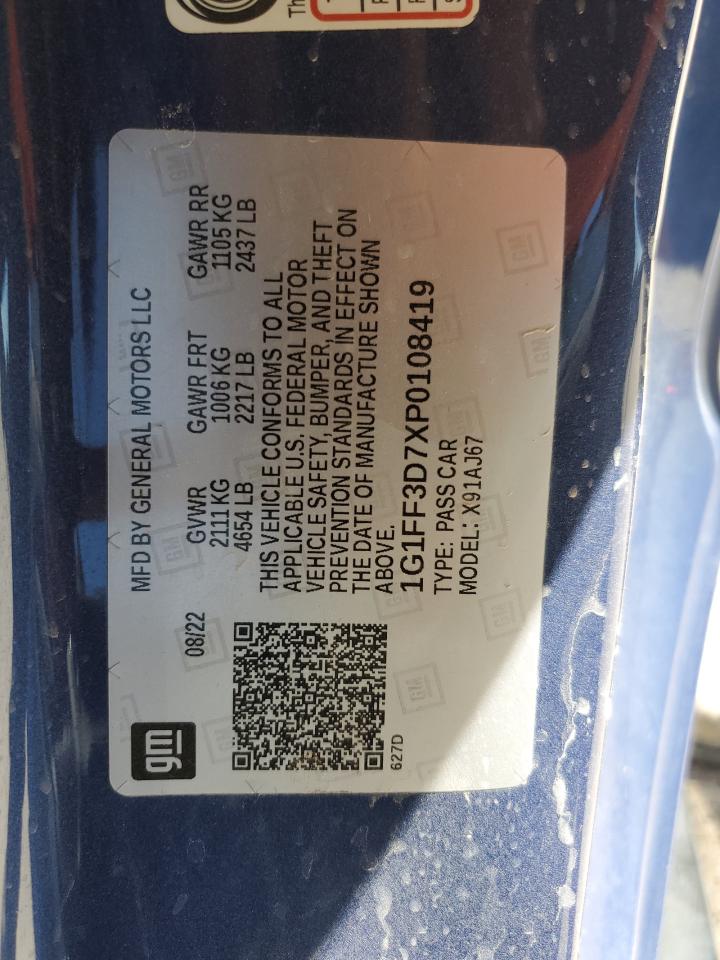 gm
MFD BY GENERAL MOTORS LLC
08/22
GVWR GAWR FRT GAWR RR
2111 KG 1006 KG 1105 KG
4654 LB 2217 LB 2437 LB
THIS VEHICLE CONFORMS TO ALL
APPLICABLE U.S. FEDERAL MOTOR
VEHICLE SAFETY, BUMPER, AND THEFT
PREVENTION STANDARDS IN EFFECT ON
THE DATE OF MANUFACTURE SHOWN
ABOVE.
1G1FF3D7XP0108419
TYPE: PASS CAR
MODEL: X91AJ67
627D